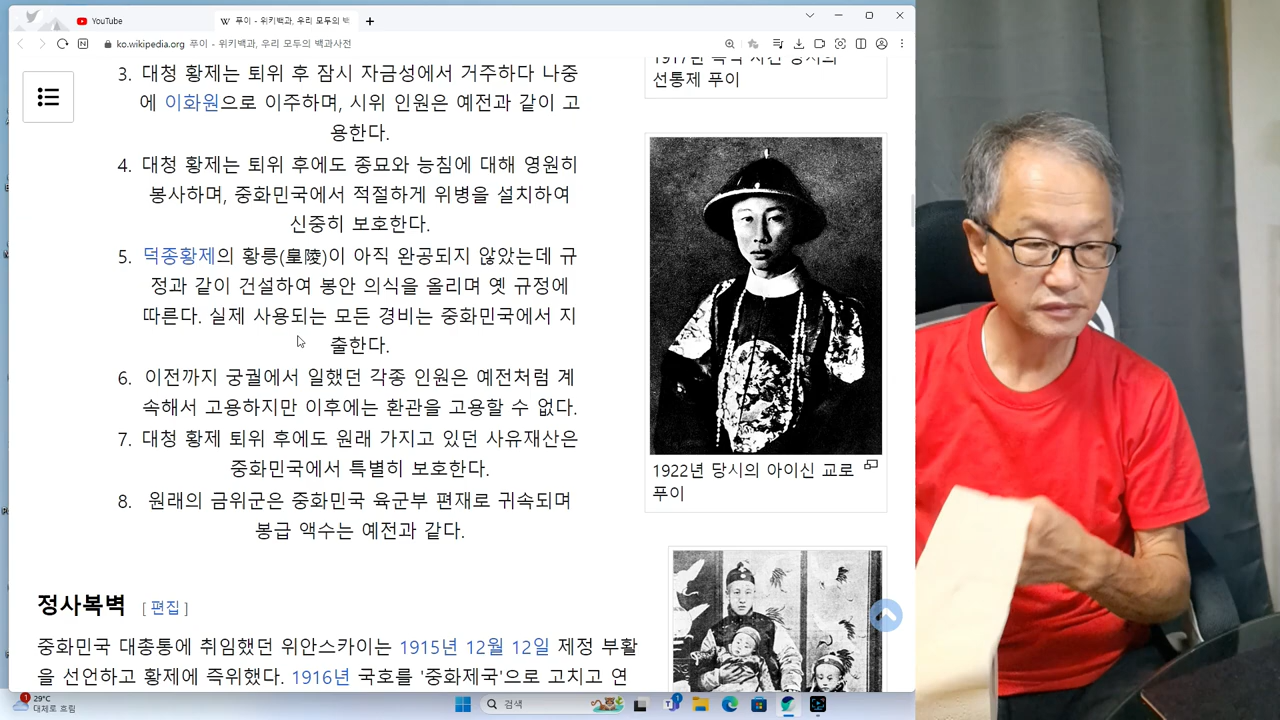 YouTube
푸이 - 위키백과, 우리 모두의 백
ko.wikipedia.org 푸이 - 위키백과, 우리 모두의 백과사전
3. 대청 황제는 퇴위 후 잠시 자금성에서 거주하다 나중
에 이화원으로 이주하며, 시위 인원은 예전과 같이 고
용한다.
4. 대청 황제는 퇴위 후에도 종묘와 능침에 대해 영원히
봉사하며, 중화민국에서 적절하게 위병을 설치하여
신중히 보호한다.
5. 덕종황제의 황릉(皇陵)이 아직 완공되지 않았는데 규
정과 같이 건설하여 봉안 의식을 올리며 옛 규정에
따른다. 실제 사용되는 모든 경비는 중화민국에서 지
출한다.
6. 이전까지 궁궐에서 일했던 각종 인원은 예전처럼 계
속해서 고용하지만 이후에는 환관을 고용할 수 없다.
7. 대청 황제 퇴위 후에도 원래 가지고 있던 사유재산은
중화민국에서 특별히 보호한다.
8. 원래의 금위군은 중화민국 육군부 편재로 귀속되며
봉급 액수는 예전과 같다.
정사복벽 [ 편집 ]
중화민국 대총통에 취임했던 위안스카이는 1915년 12월 12일 제정 부활
을 선언하고 황제에 즉위했다. 1916년 국호를 '중화제국'으로 고치고 연
선통제 푸이
1922년 당시의 아이신 교로
푸이
1
29°C
대체로 흐림
검색
1